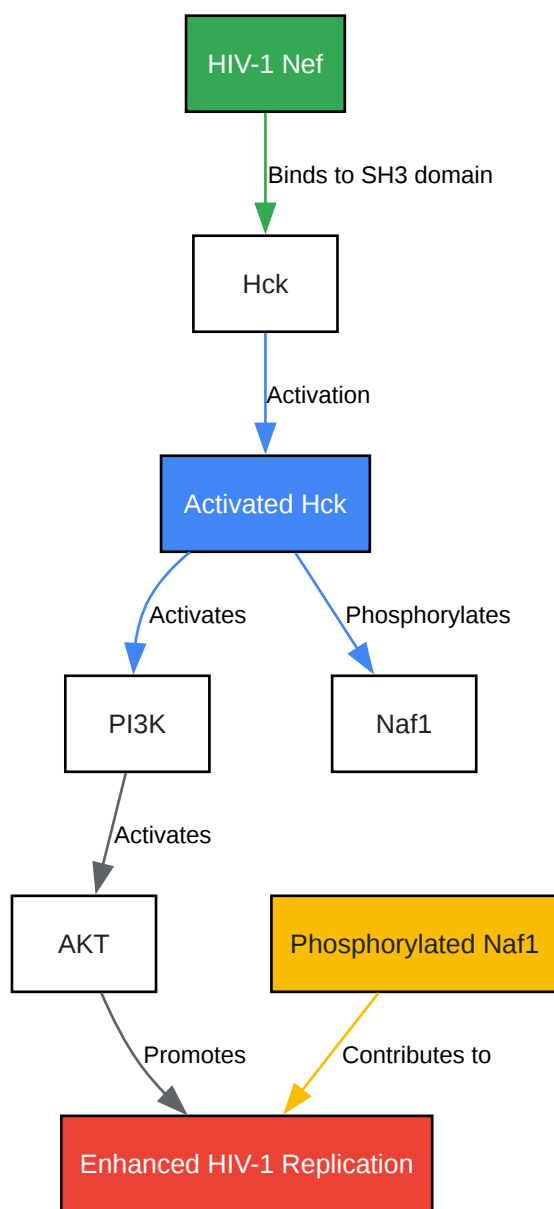 HIV-1 Nef
Binds to SH3 domain
Hck
Activation
Activated Hck
Activates
Phosphorylates
PI3K
Naf1
Activates
AKT
Phosphorylated Naf1
Promotes
Contributes to
Enhanced HIV-1 Replication